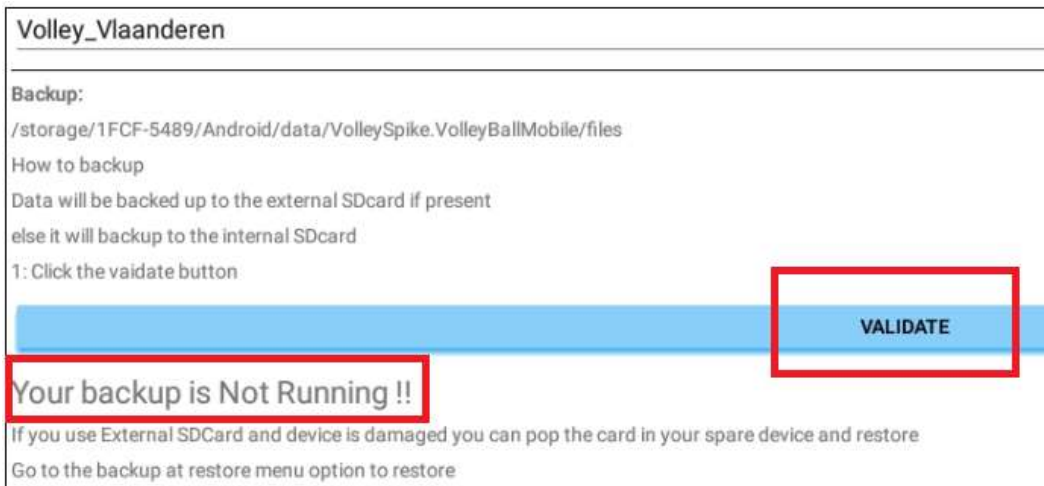 Volley_Vlaanderen
Backup:
/storage/1FCF-5489/Android/data/VolleySpike.VolleyBallMobile/files
How to backup
Data will be backed up to the external SDcard if present
else it will backup to the internal SDcard
1: Click the vaidate button
VALIDATE
Your backup is Not Running !!
If you use External SDCard and device is damaged you can pop the card in your spare device and restore
Go to the backup at restore menu option to restore